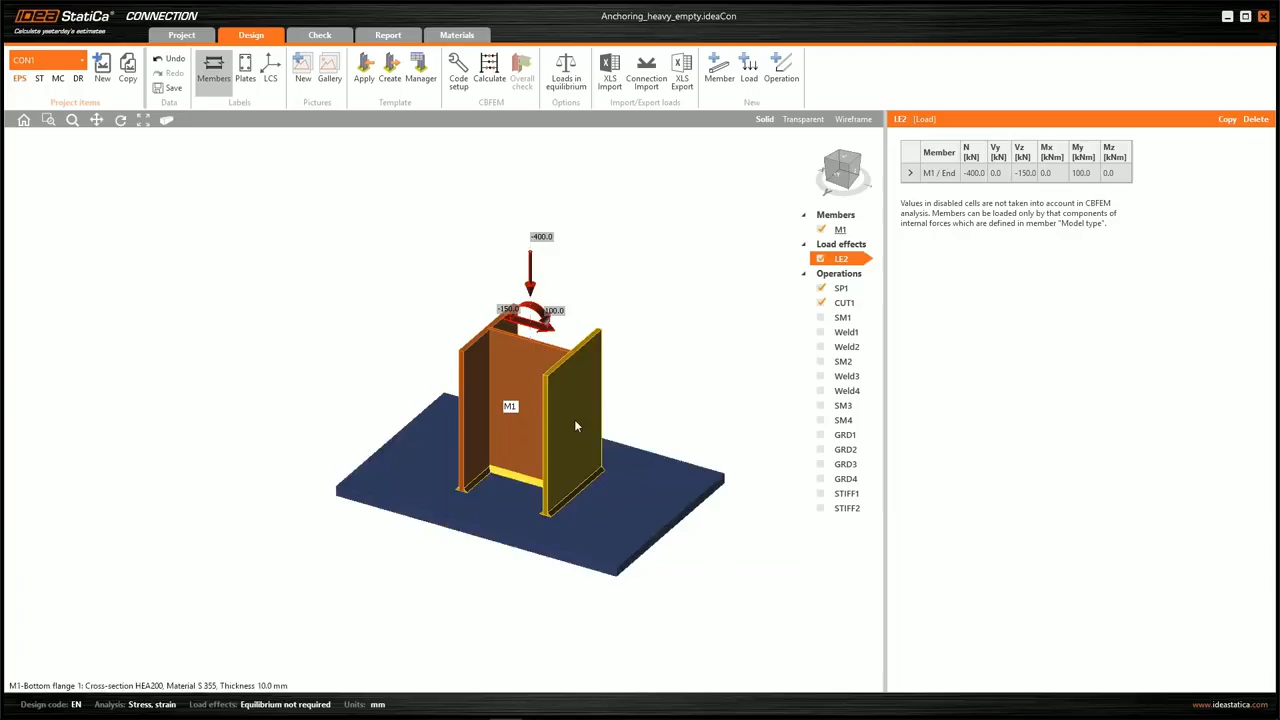 IDEA StatiCa® CONNECTION
Calculate yesterday's estimates
Anchoring_heavy_empty.ideaCon
Project Design Check Report Materials
CON1
EPS ST MC DR
New Copy
Project items
Undo
Redo
Save
Data
Members Plates LCS
Labels
New Gallery
Pictures
Apply Create Manager
Template
Code setup Calculate Overall check
CBFEM
Loads in equilibrium
Options
XLS Import Connection Import XLS Export
Import/Export loads
Member Load Operation
New
Solid Transparent Wireframe
LE2 [Load] Copy Delete
Member N [kN] Vy [kN] Vz [kN] Mx [kNm] My [kNm] Mz [kNm]
> M1 / End -400.0 0.0 -150.0 0.0 100.0 0.0
Values in disabled cells are not taken into account in CBFEM
analysis. Members can be loaded only by that components of
internal forces which are defined in member "Model type".
-400.0
-150.0 100.0
M1
Members
M1
Load effects
LE2
Operations
SP1
CUT1
SM1
Weld1
Weld2
SM2
Weld3
Weld4
SM3
SM4
GRD1
GRD2
GRD3
GRD4
STIFF1
STIFF2
M1-Bottom flange 1: Cross-section HEA200, Material S 355, Thickness 10.0 mm
Design code: EN Analysis: Stress, strain Load effects: Equilibrium not required Units: mm
www.ideastatica.com